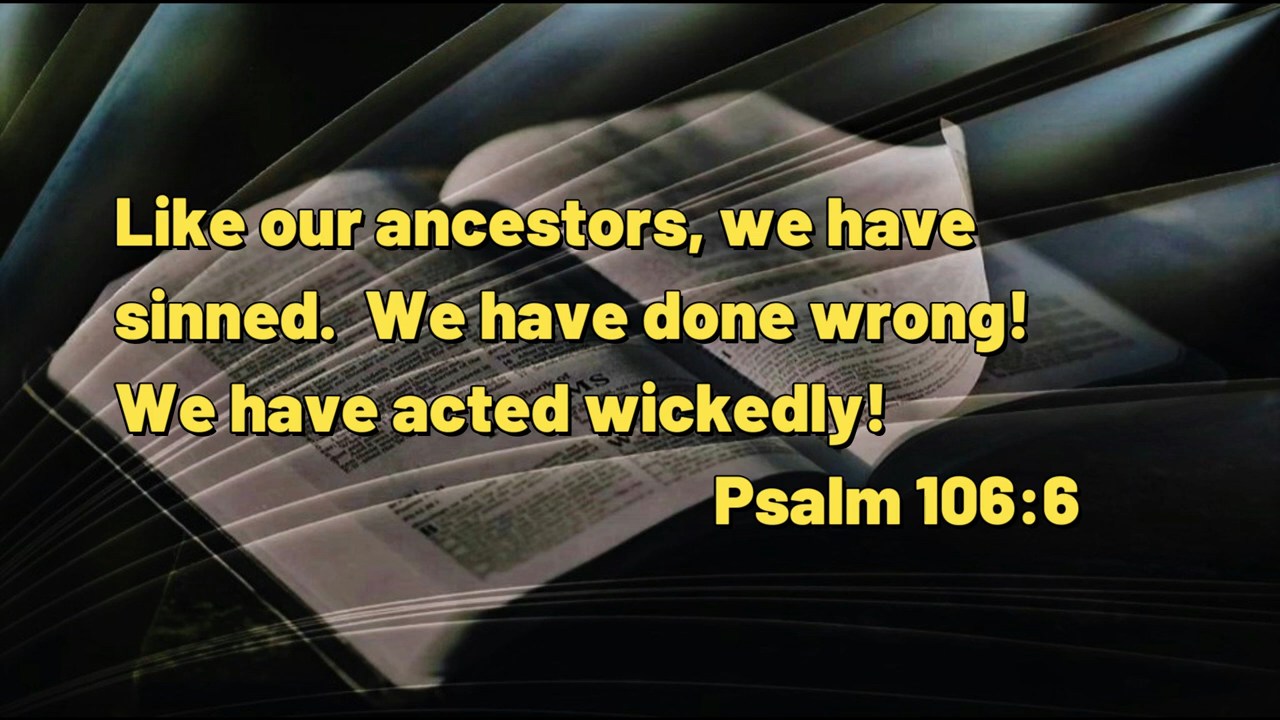 Like our ancestors, we have
sinned.  We have done wrong!
We have acted wickedly!
Psalm 106:6